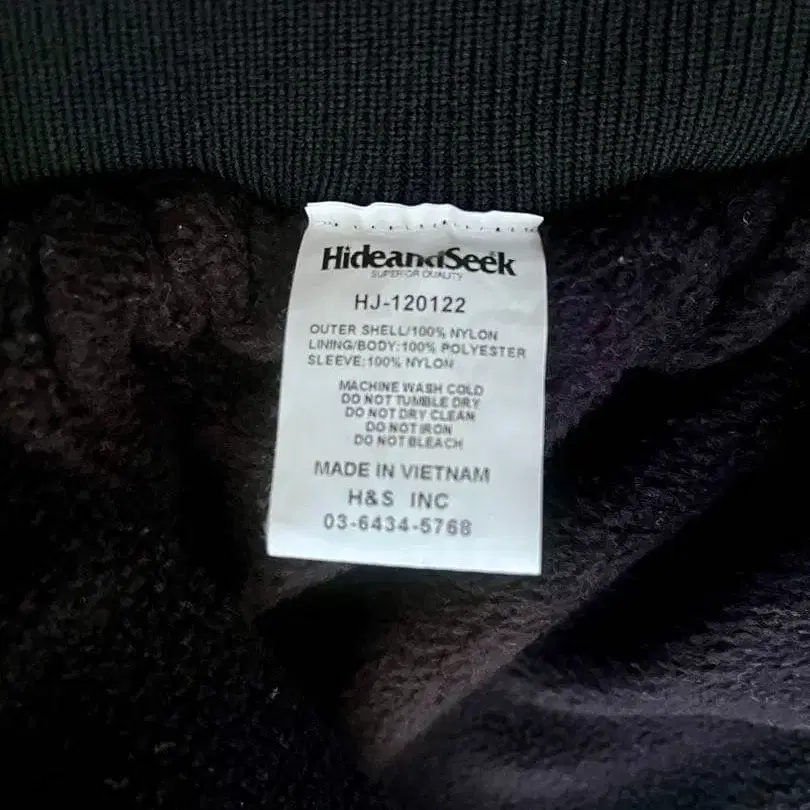 HideandSeek
SUPERIOR QUALITY
HJ-120122
OUTER SHELL/100% NYLON
LINING/BODY:100% POLYESTER
SLEEVE:100% NYLON
MACHINE WASH COLD
DO NOT TUMBLE DRY
DO NOT DRY CLEAN
DO NOT IRON
DO NOT BLEACH
MADE IN VIETNAM
H&S INC
03-6434-5768